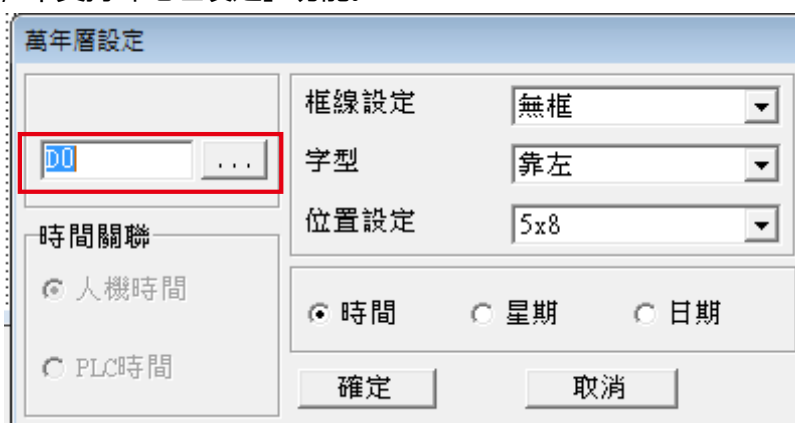 萬年曆設定
D0
...
時間關聯
人機時間
PLC時間
框線設定
無框
字型
靠左
位置設定
5x8
時間
星期
日期
確定
取消